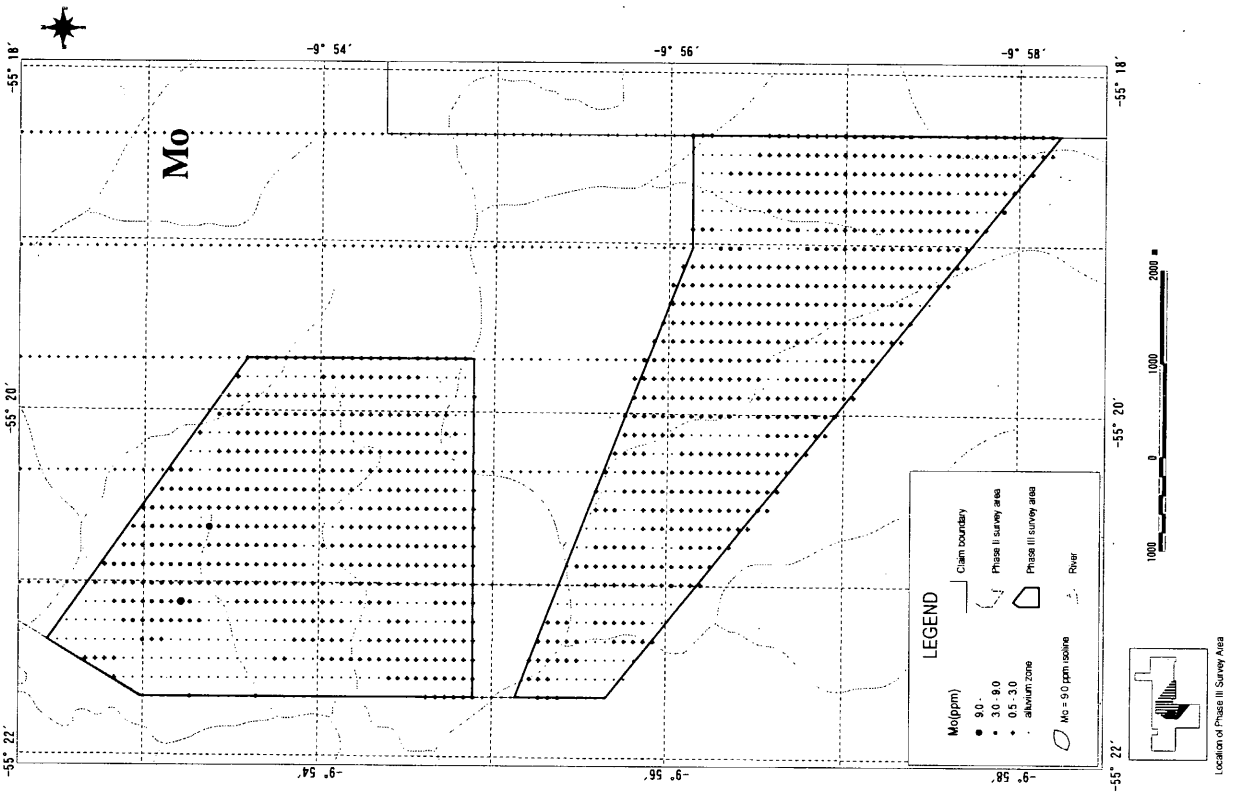 -55° 18′
-9° 54′
-9° 56′
-9° 58′
-55° 18′
Mo
-55° 20′
-55° 20′
-55° 22′
-9° 54′
-9° 56′
-9° 58′
-55° 22′
LEGEND
Mo(ppm)
9.0 -
3.0 - 9.0
0.5 - 3.0
alluvium zone
Mo = 9.0 ppm isoline
Claim boundary
Phase II survey area
Phase III survey area
River
1000 0 1000 2000 m
Location of Phase III Survey Area